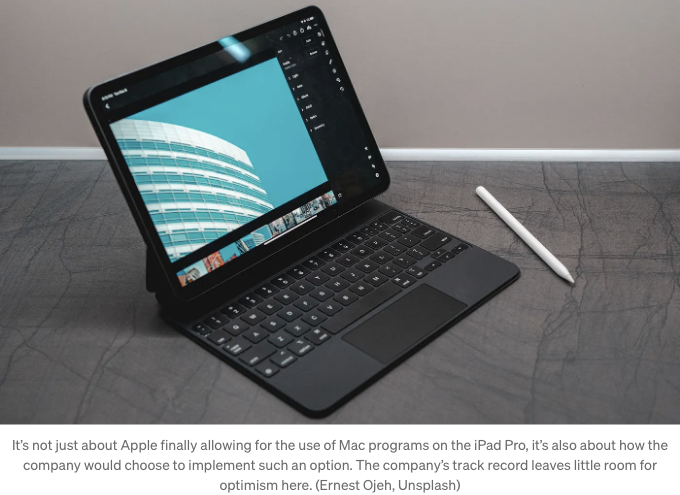 It’s not just about Apple finally allowing for the use of Mac programs on the iPad Pro, it’s also about how the
company would choose to implement such an option. The company’s track record leaves little room for
optimism here. (Ernest Ojeh, Unsplash)